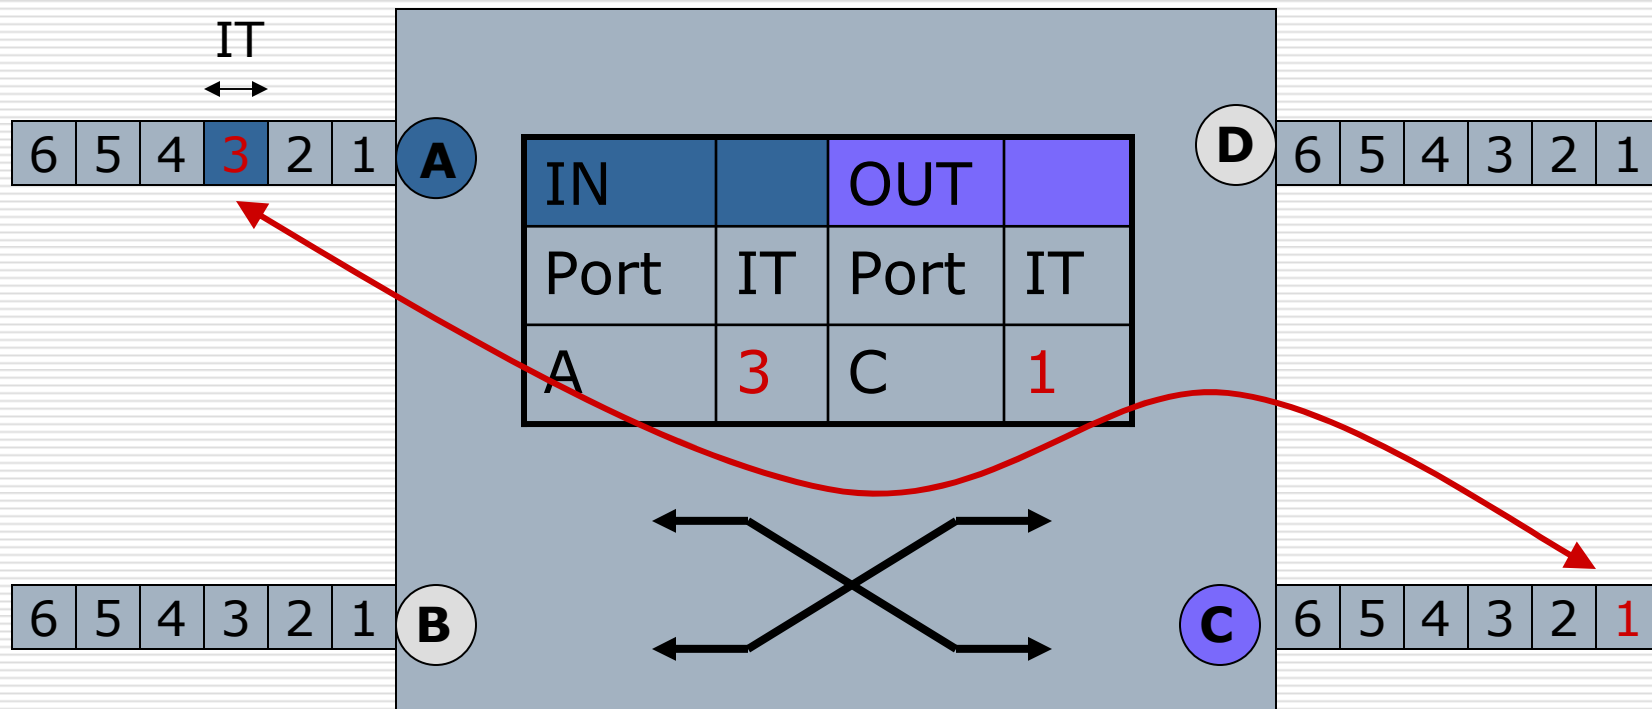 IT
6 5 4 3 2 1
A
D
6 5 4 3 2 1
IN OUT
Port IT Port IT
A 3 C 1
6 5 4 3 2 1
B
C
6 5 4 3 2 1